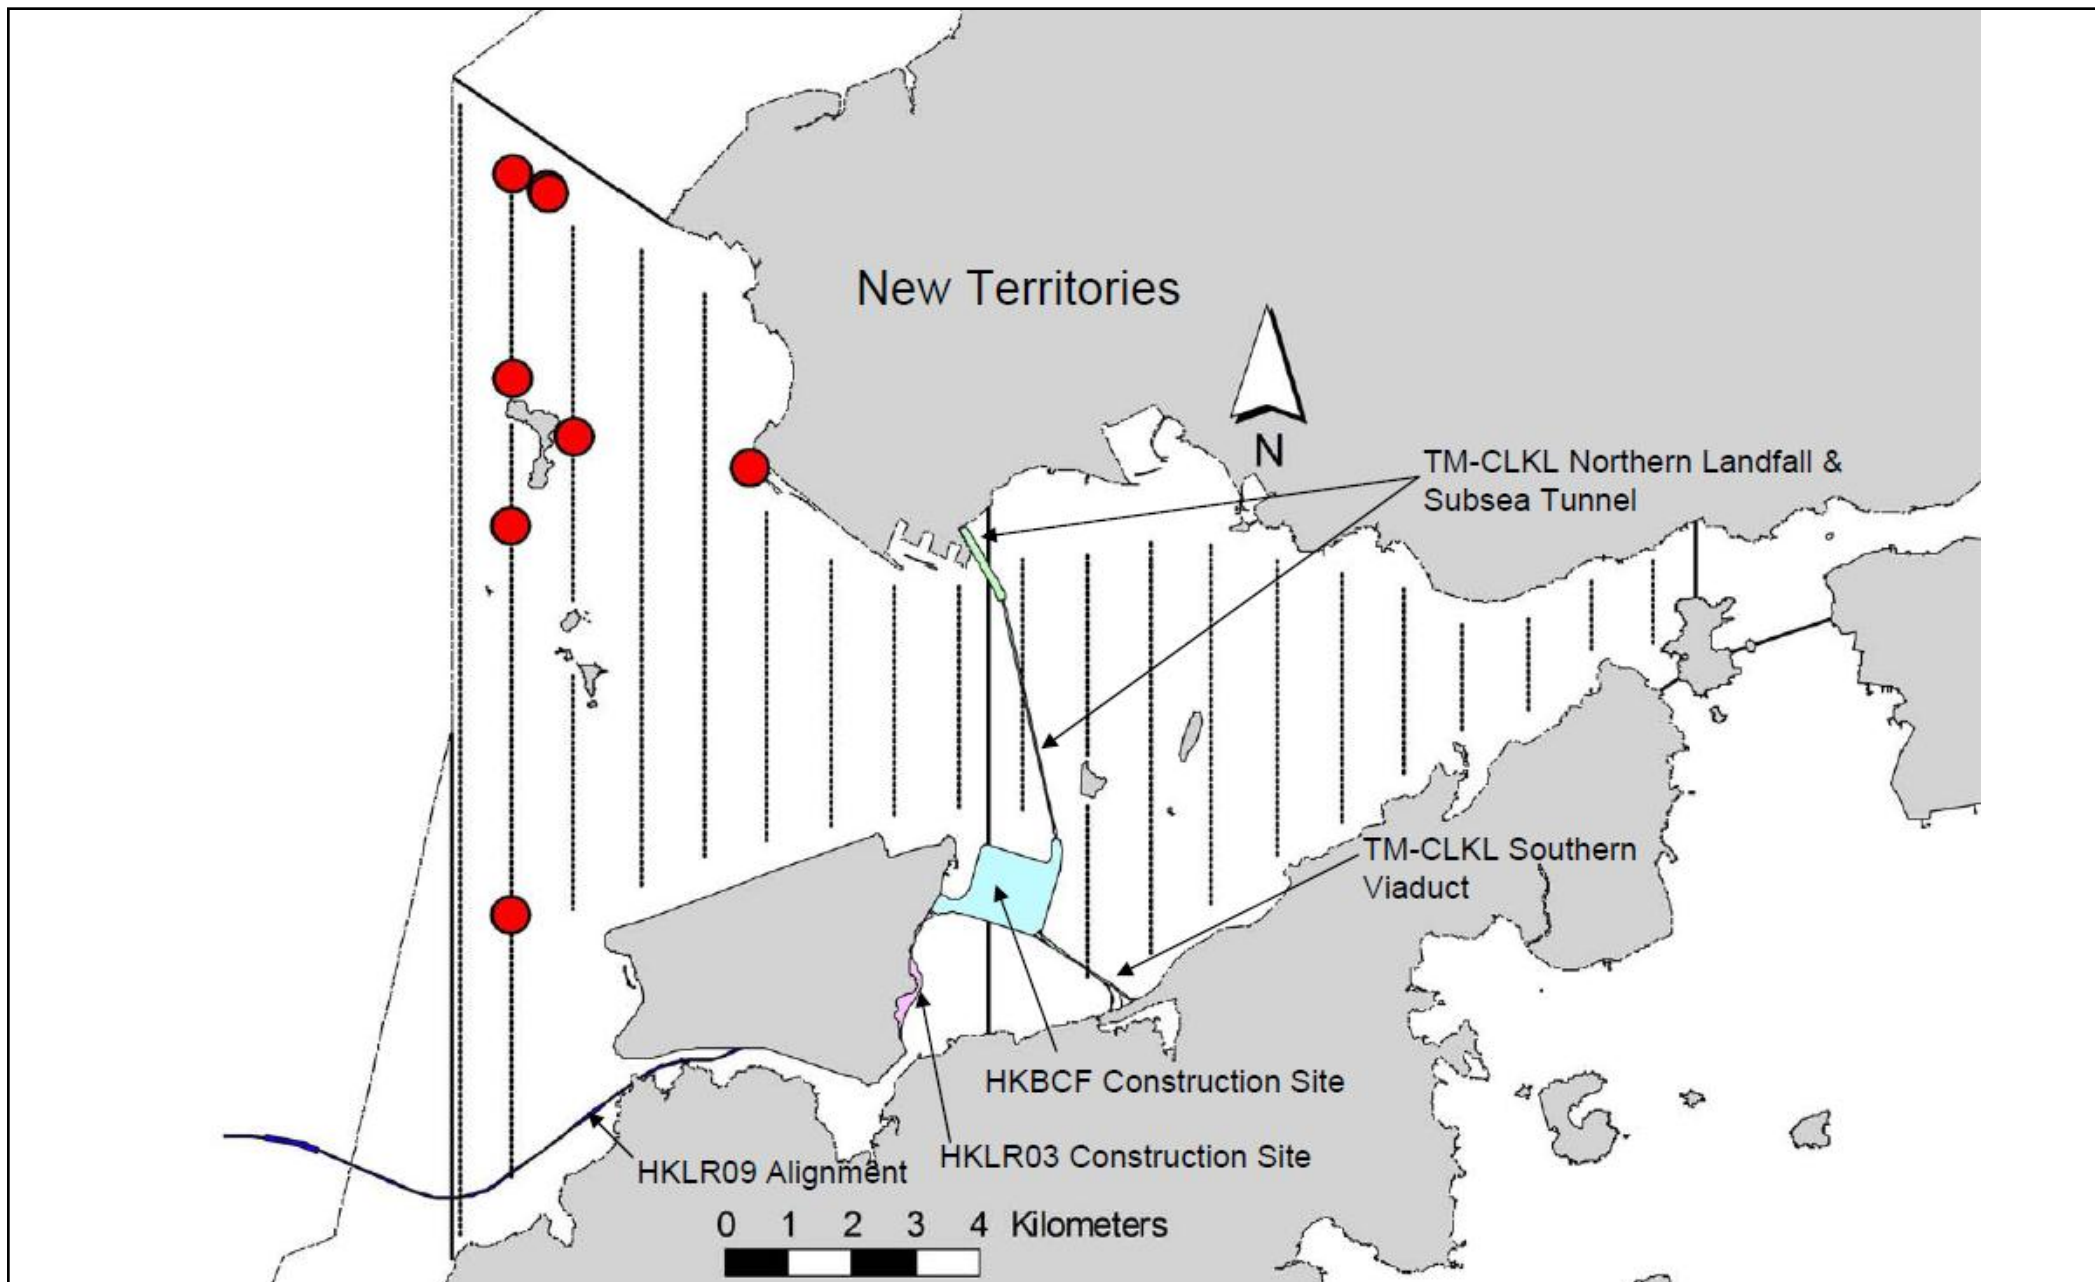 New Territories
N
TM-CLKL Northern Landfall &
Subsea Tunnel
TM-CLKL Southern
Viaduct
HKBCF Construction Site
HKLR03 Construction Site
HKLR09 Alignment
0 1 2 3 4 Kilometers